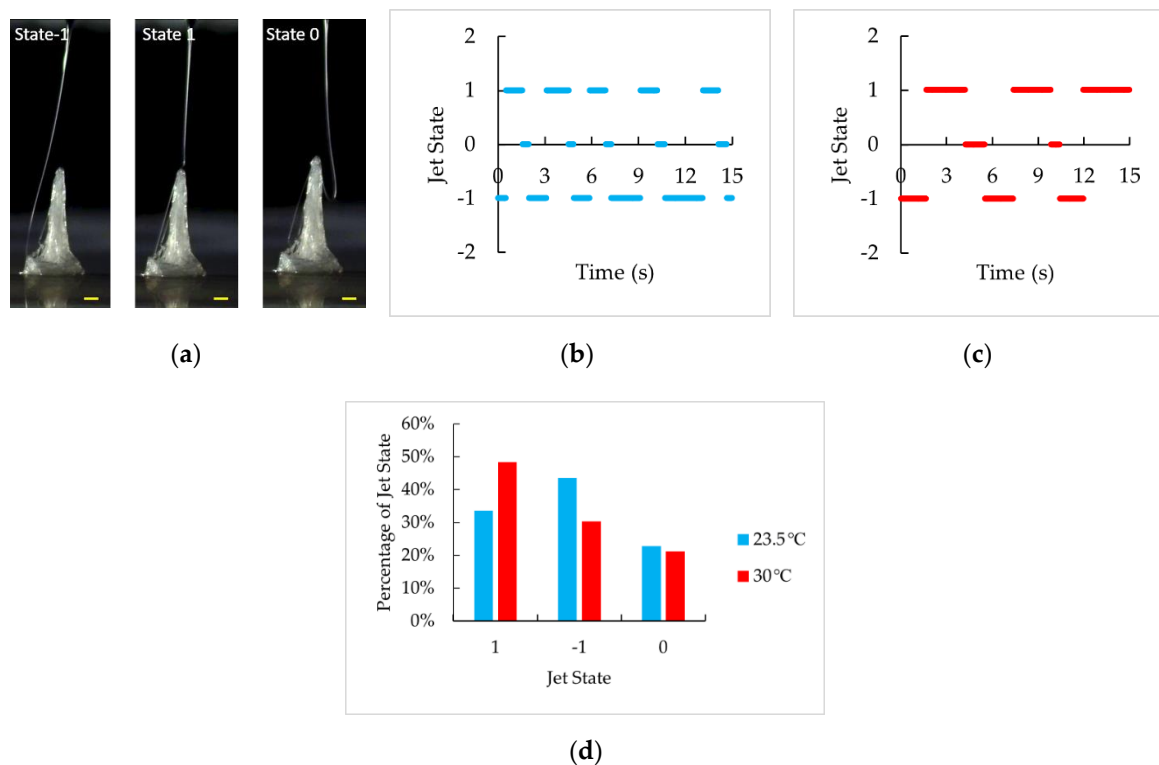 State-1
State 1
State 0
2
1
0
-1
-2
0 3 6 9 12 15
Jet State
Time (s)
2
1
0
-1
-2
0 3 6 9 12 15
Jet State
Time (s)
(a)
(b)
(c)
60%
50%
40%
30%
20%
10%
0%
Percentage of Jet State
1 -1 0
Jet State
23.5°C
30°C
(d)